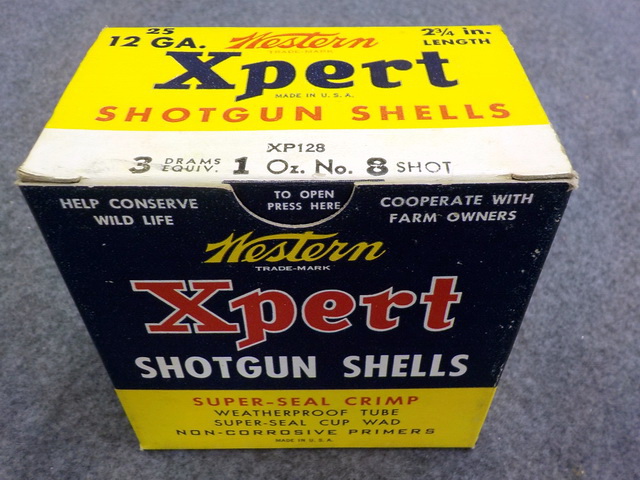 25
12 GA.
Western
TRADE-MARK
2¾ in.
LENGTH
Xpert
MADE IN U.S.A.
SHOTGUN SHELLS
XP128
3 DRAMS EQUIV. 1 Oz. No. 8 SHOT
HELP CONSERVE
WILD LIFE
TO OPEN
PRESS HERE
COOPERATE WITH
FARM OWNERS
Western
TRADE-MARK
Xpert
SHOTGUN SHELLS
SUPER-SEAL CRIMP
WEATHERPROOF TUBE
SUPER-SEAL CUP WAD
NON-CORROSIVE PRIMERS
MADE IN U.S.A.